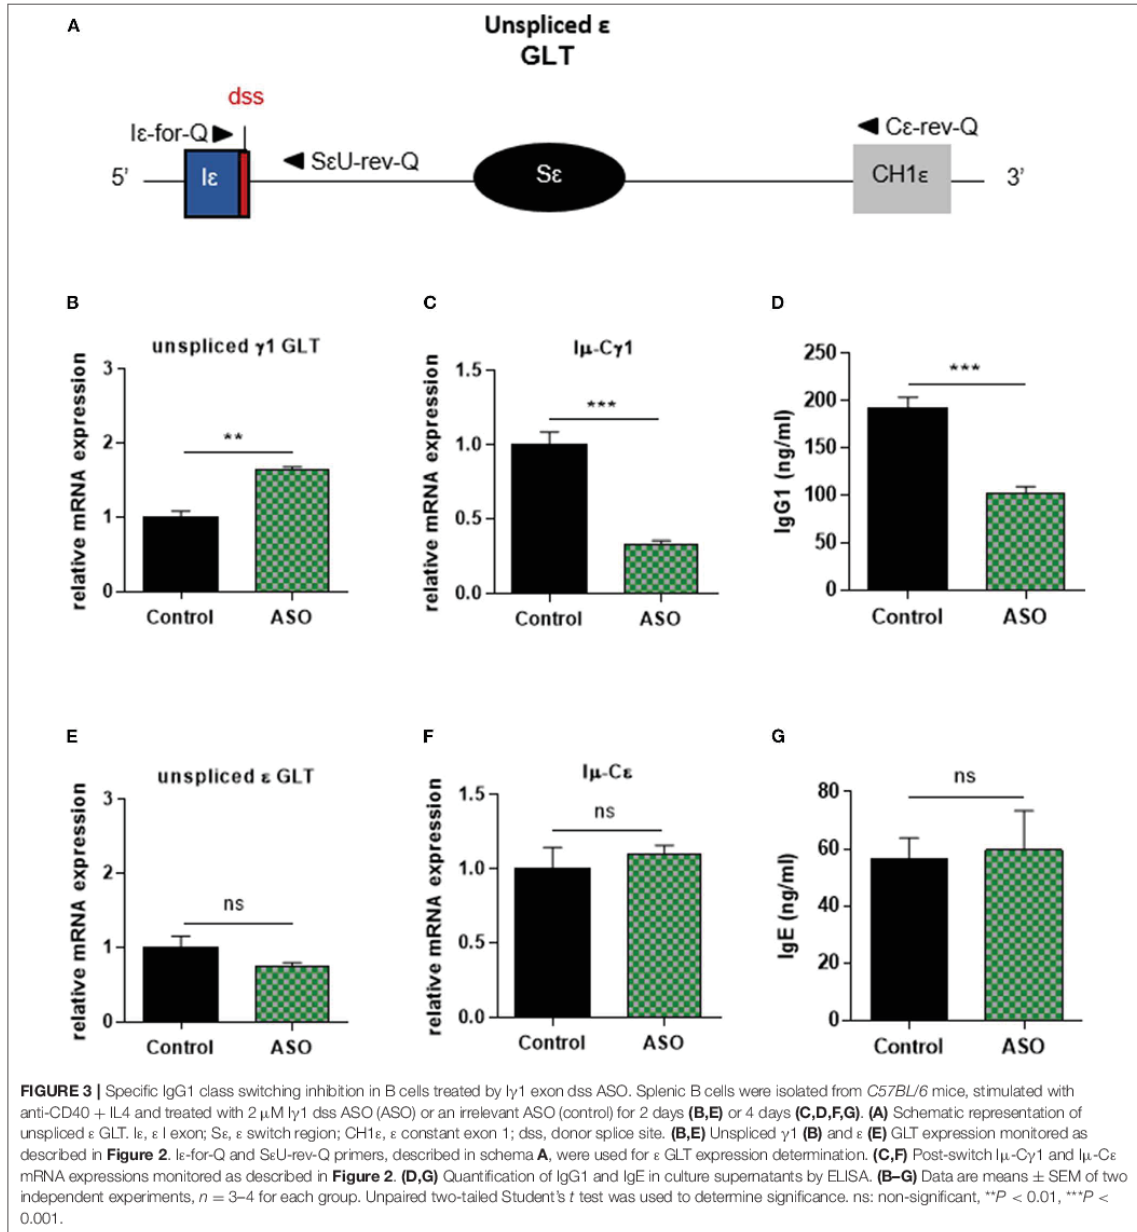 A
Unspliced ε
GLT
dss
Iε-for-Q
SεU-rev-Q
Cε-rev-Q
5’
Iε
Sε
CH1ε
3’
B
C
D
unspliced γ1 GLT
Iμ-Cγ1
relative mRNA expression
3
2
1
0
**
Control
ASO
relative mRNA expression
1.5
1.0
0.5
0.0
***
Control
ASO
IgG1 (ng/ml)
250
200
150
100
50
0
***
Control
ASO
E
F
G
unspliced ε GLT
Iμ-Cε
relative mRNA expression
3
2
1
0
ns
Control
ASO
relative mRNA expression
1.5
1.0
0.5
0.0
ns
Control
ASO
IgE (ng/ml)
80
60
40
20
0
ns
Control
ASO
FIGURE 3 | Specific IgG1 class switching inhibition in B cells treated by Iγ1 exon dss ASO. Splenic B cells were isolated from C57BL/6 mice, stimulated with
anti-CD40 + IL4 and treated with 2 μM Iγ1 dss ASO (ASO) or an irrelevant ASO (control) for 2 days (B,E) or 4 days (C,D,F,G). (A) Schematic representation of
unspliced ε GLT. Iε, ε I exon; Sε, ε switch region; CH1ε, ε constant exon 1; dss, donor splice site. (B,E) Unspliced γ1 (B) and ε (E) GLT expression monitored as
described in Figure 2. Iε-for-Q and SεU-rev-Q primers, described in schema A, were used for ε GLT expression determination. (C,F) Post-switch Iμ-Cγ1 and Iμ-Cε
mRNA expressions monitored as described in Figure 2. (D,G) Quantification of IgG1 and IgE in culture supernatants by ELISA. (B–G) Data are means ± SEM of two
independent experiments, n = 3–4 for each group. Unpaired two-tailed Student’s t test was used to determine significance. ns: non-significant, **P < 0.01, ***P <
0.001.